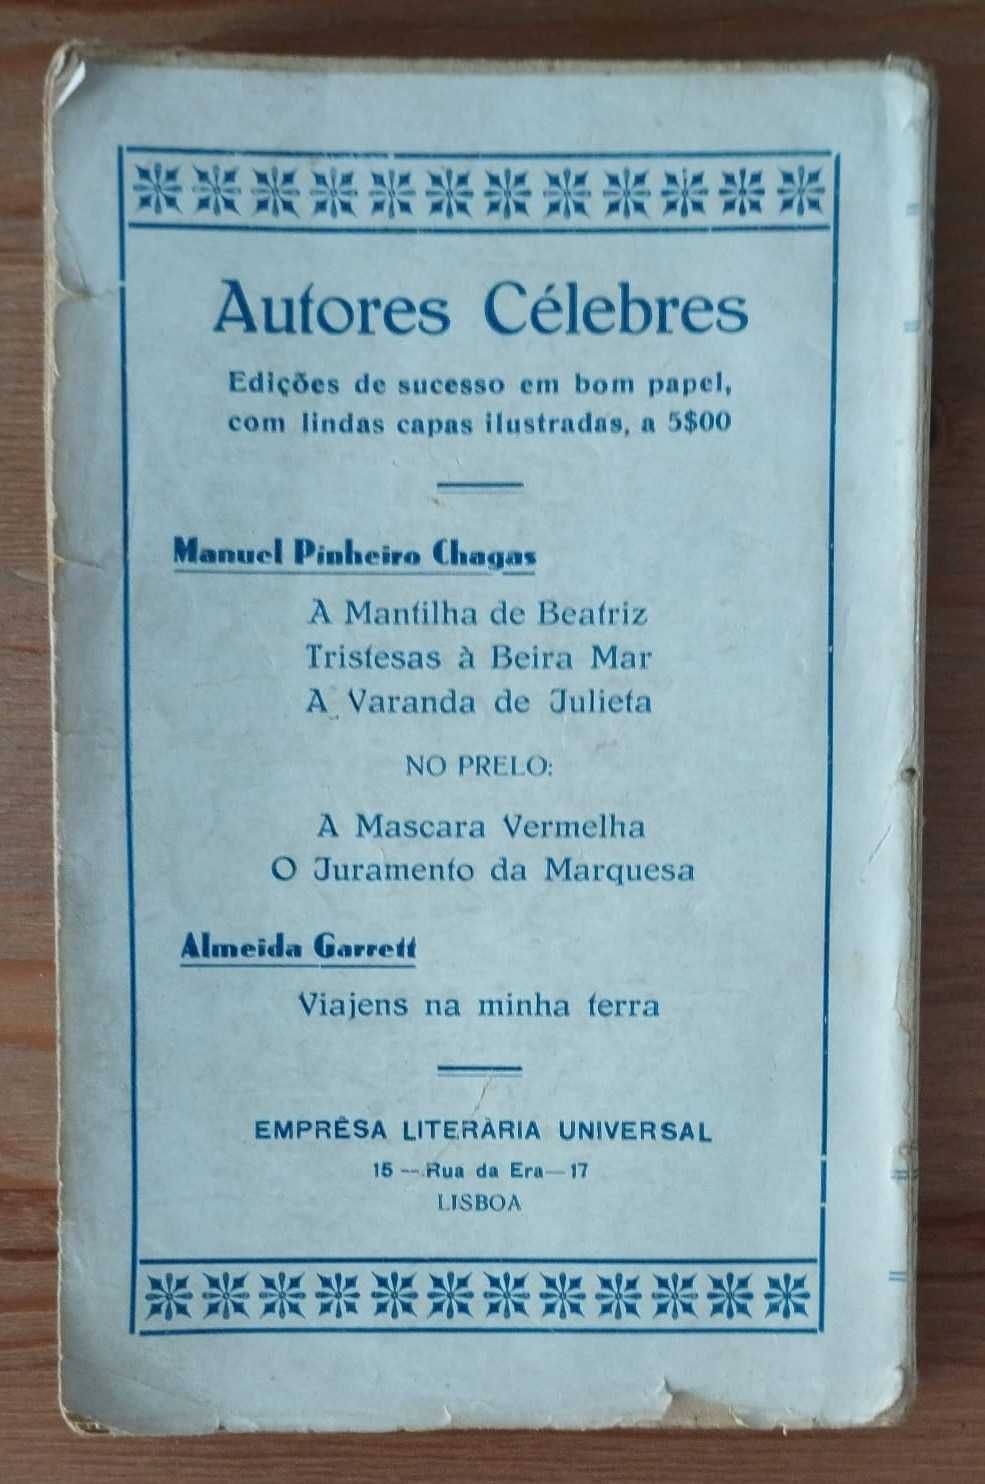 Autores Célebres
Edições de sucesso em bom papel,
com lindas capas ilustradas, a 5$00
Manuel Pinheiro Chagas
A Mantilha de Beatriz
Tristesas à Beira Mar
A Varanda de Julieta
NO PRELO:
A Mascara Vermelha
O Juramento da Marquesa
Almeida Garrett
Viajens na minha terra
EMPRÊSA LITERÀRIA UNIVERSAL
15 — Rua da Era — 17
LISBOA